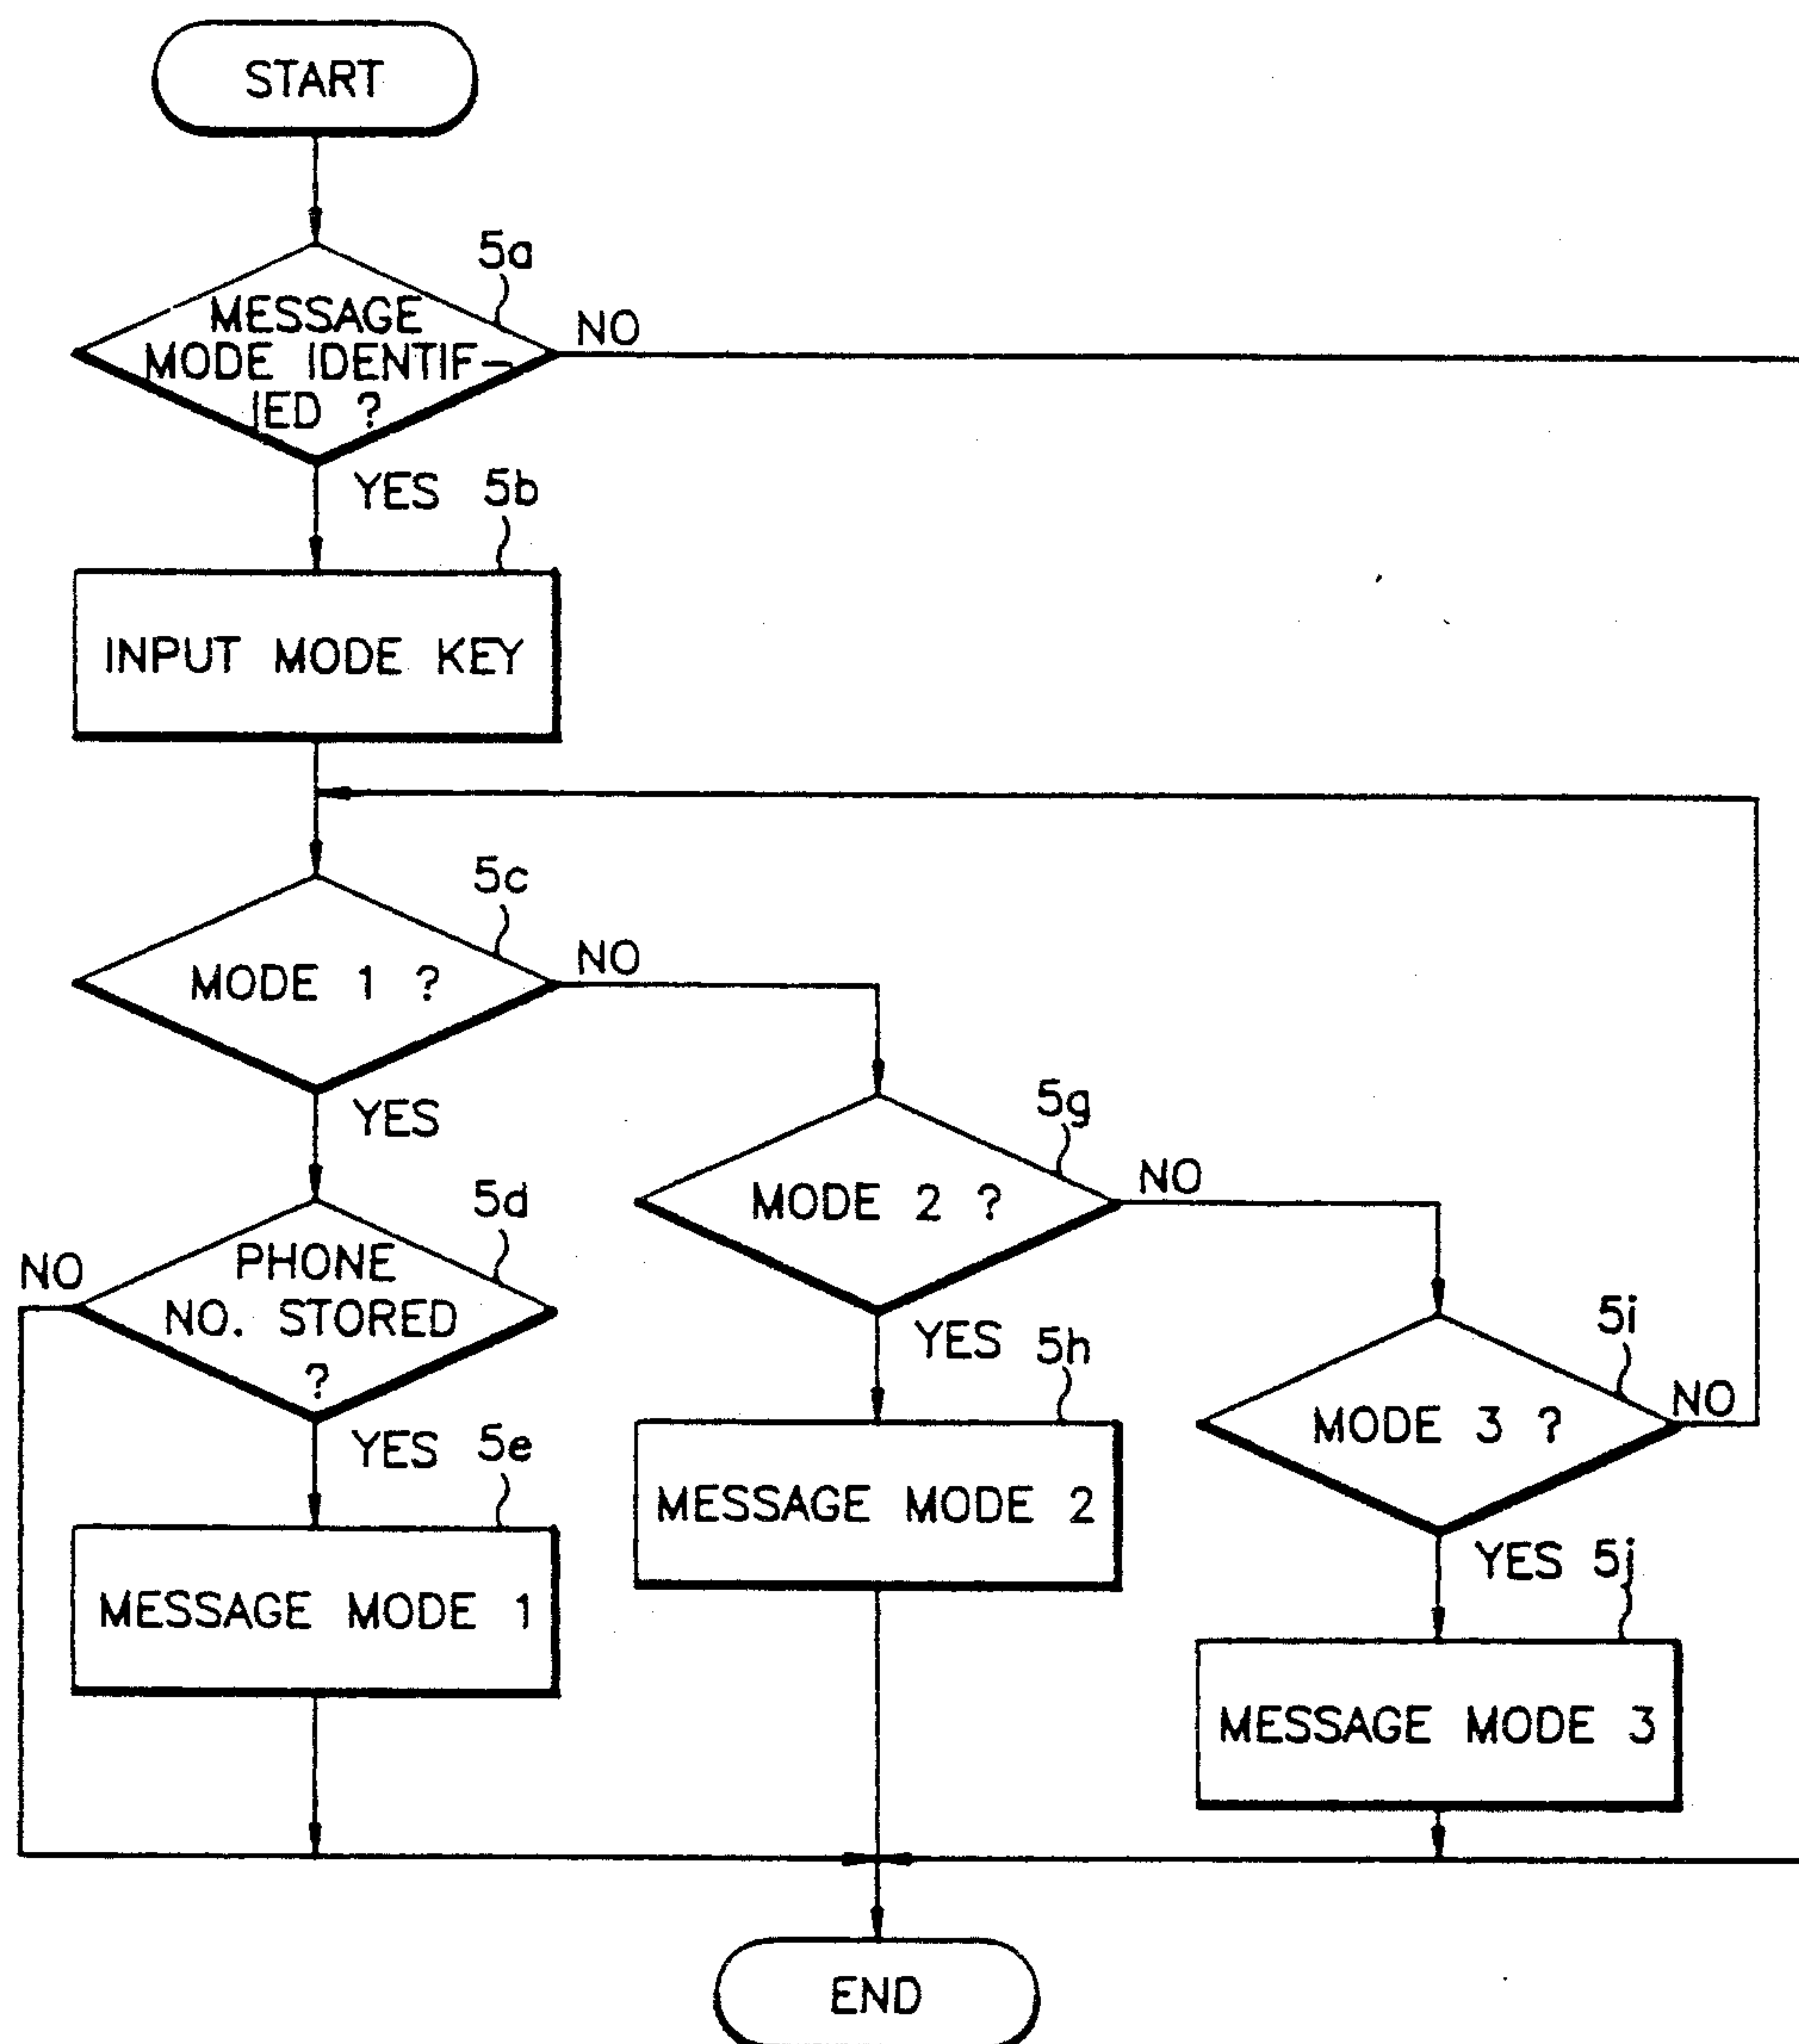 START
5a
MESSAGE
MODE IDENTIF-
IED ?
NO
YES
5b
INPUT MODE KEY
5c
MODE 1 ?
NO
YES
5g
MODE 2 ?
NO
5d
PHONE
NO. STORED
?
NO
YES
5e
5h
YES
5i
MODE 3 ?
NO
MESSAGE MODE 2
YES
5j
MESSAGE MODE 1
MESSAGE MODE 3
END